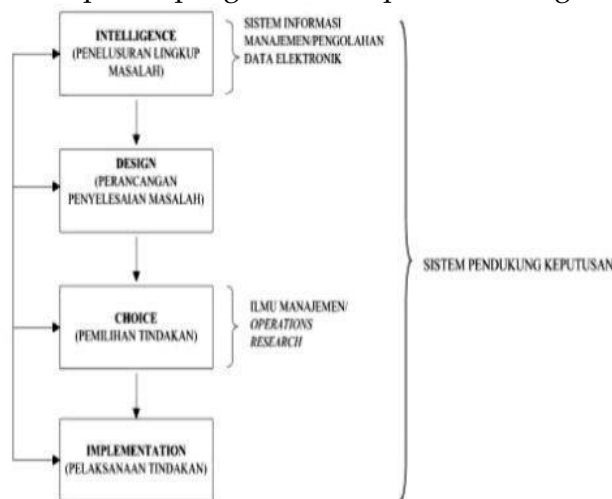 INTELLIGENCE
(PENELUSURAN LINGKUP
MASALAH)
SISTEM INFORMASI
MANAJEMEN/PENGOLAHAN
DATA ELEKTRONIK
DESIGN
(PERANCANGAN
PENYELESAIAN MASALAH)
SISTEM PENDUKUNG KEPUTUSAN
CHOICE
(PEMILIHAN TINDAKAN)
ILMU MANAJEMEN/
OPERATIONS
RESEARCH
IMPLEMENTATION
(PELAKSANAAN TINDAKAN)